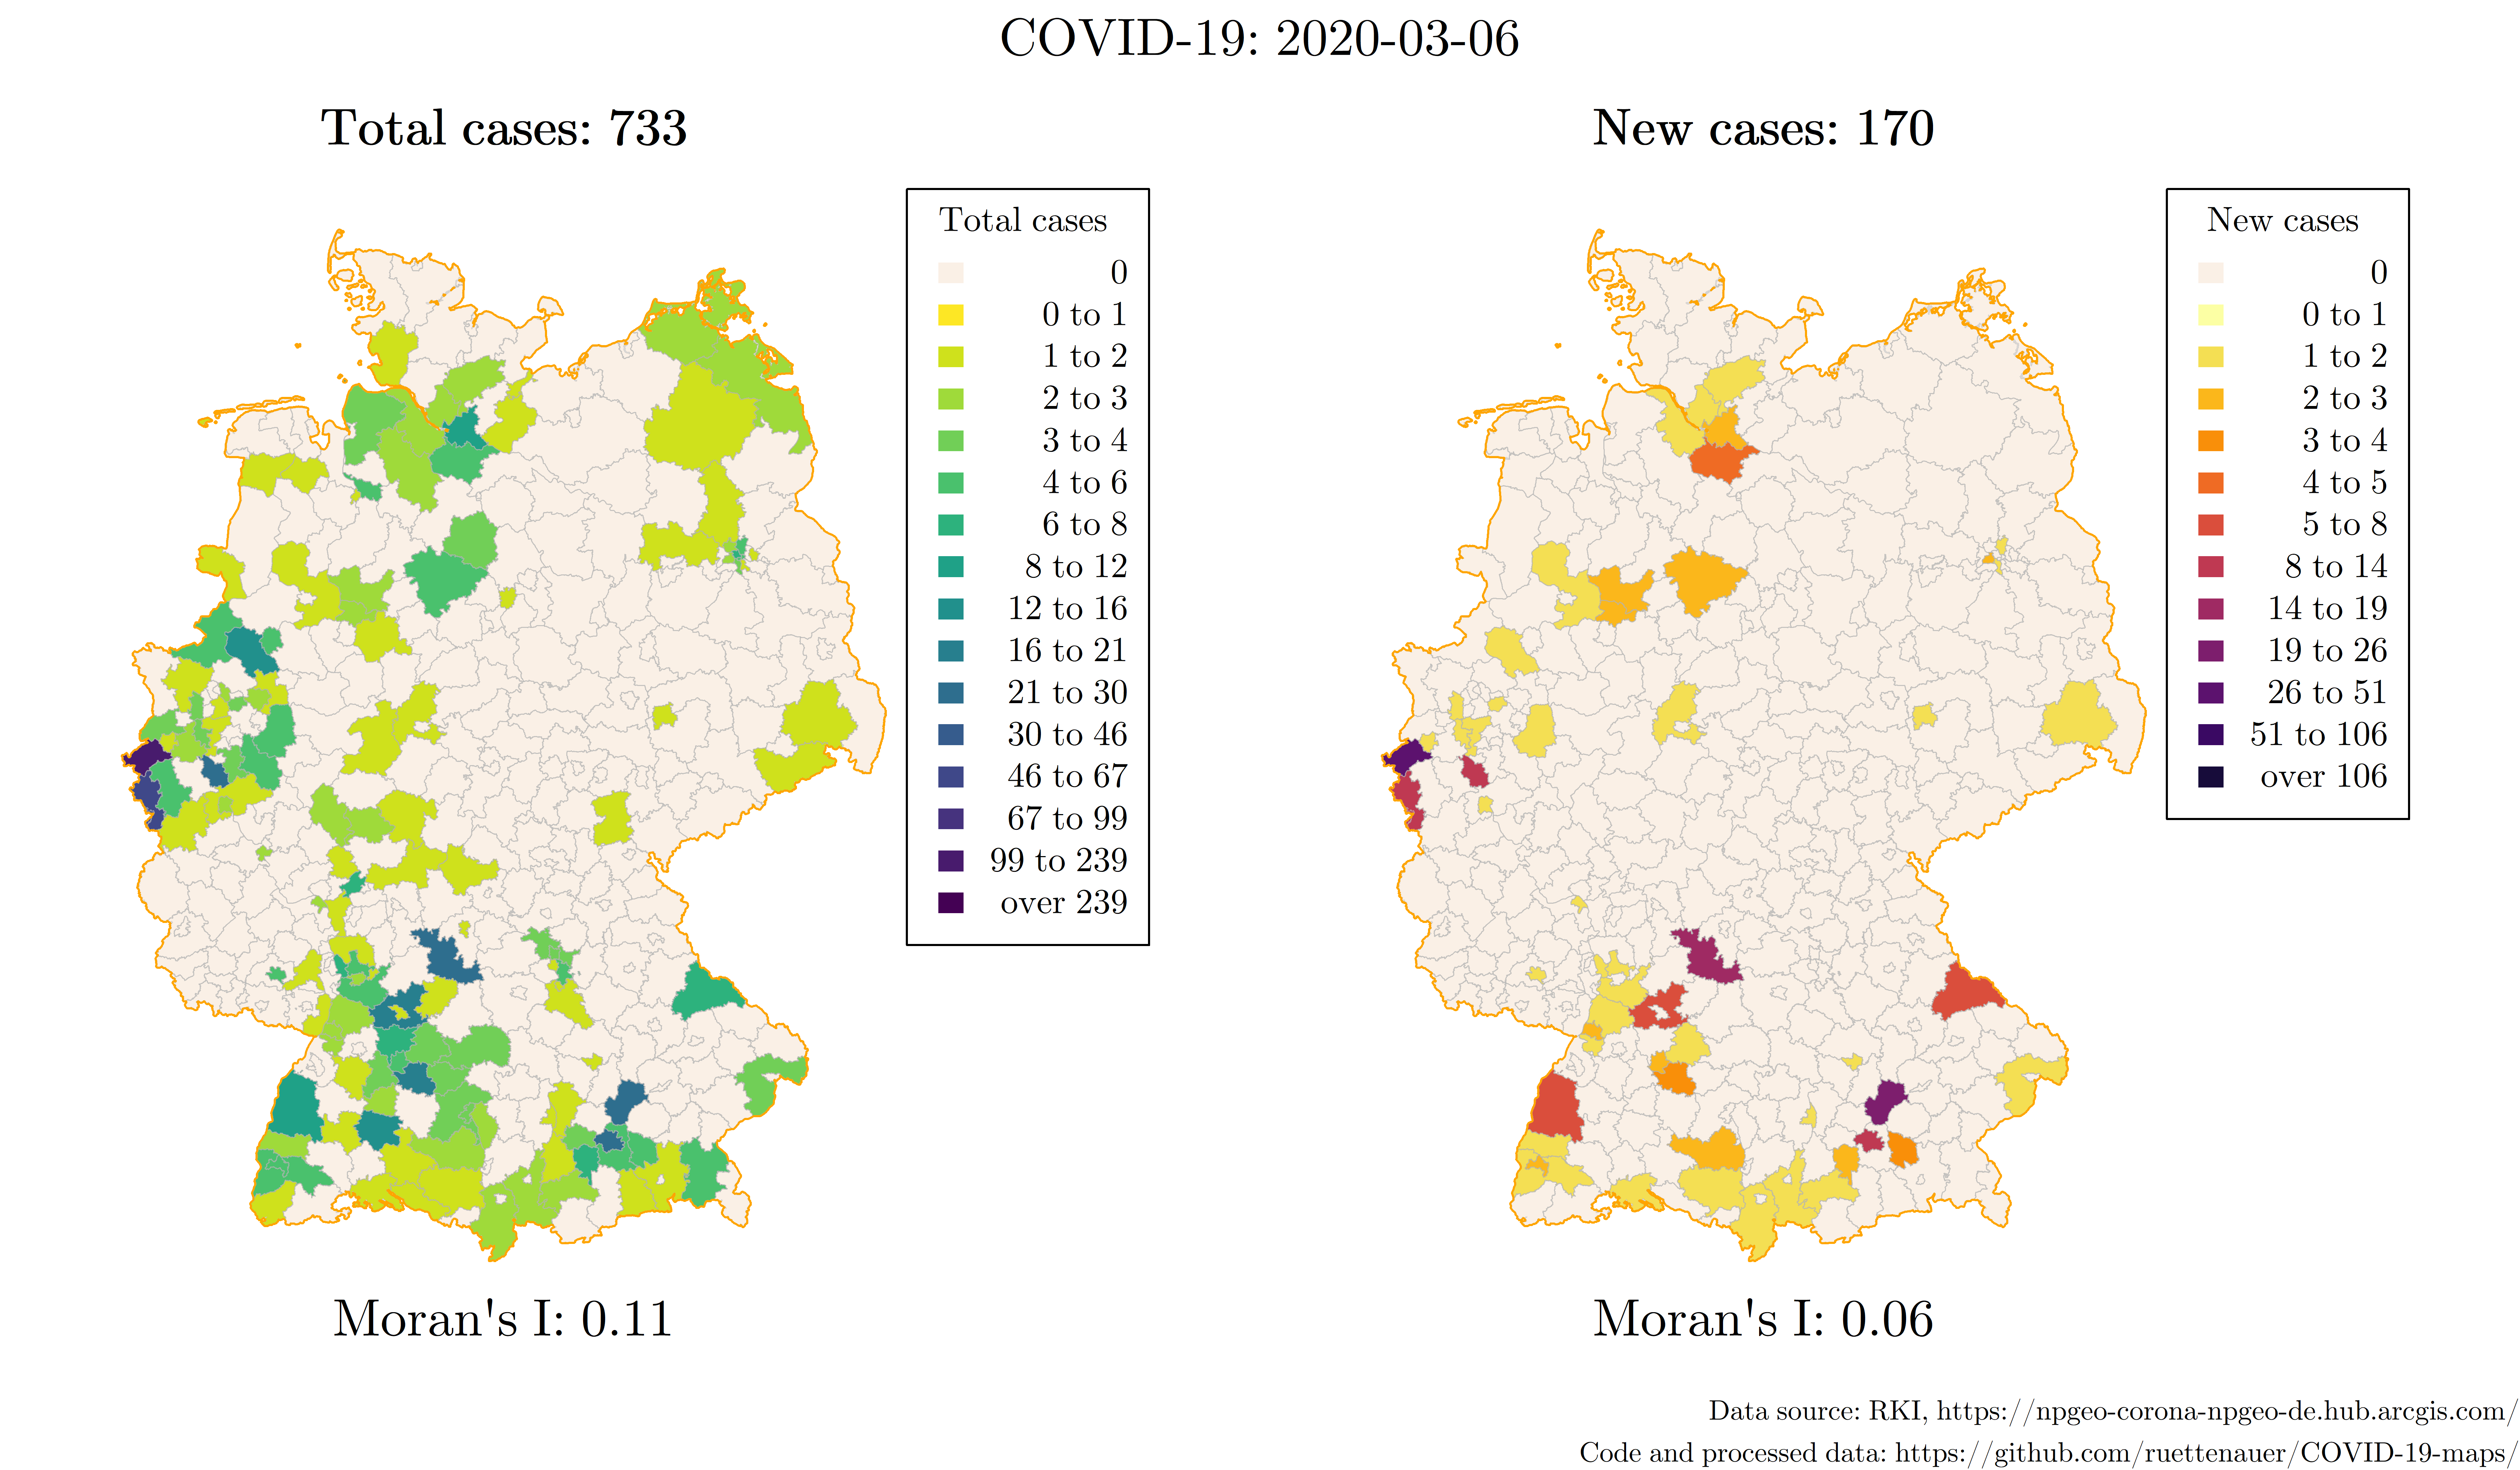 COVID-19: 2020-03-06
Total cases: 733
Total cases
0
0 to 1
1 to 2
2 to 3
3 to 4
4 to 6
6 to 8
8 to 12
12 to 16
16 to 21
21 to 30
30 to 46
46 to 67
67 to 99
99 to 239
over 239
Moran's I: 0.11
New cases: 170
New cases
0
0 to 1
1 to 2
2 to 3
3 to 4
4 to 5
5 to 8
8 to 14
14 to 19
19 to 26
26 to 51
51 to 106
over 106
Moran's I: 0.06
Data source: RKI, https://npgeo-corona-npgeo-de.hub.arcgis.com/
Code and processed data: https://github.com/ruettenauer/COVID-19-maps/